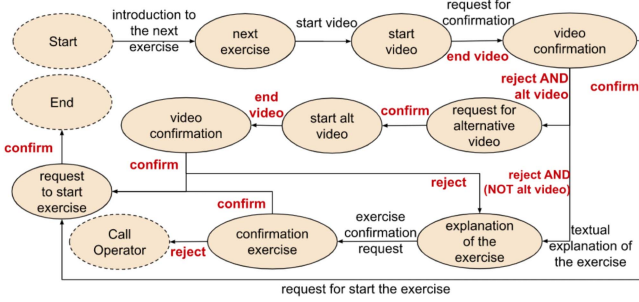 introduction to
the next
exercise
start video
request for
confirmation
Start
next
exercise
start
video
video
confirmation
end video
reject AND
alt video
confirm
End
end
video
video
confirmation
start alt
video
confirm
request for
alternative
video
confirm
confirm
reject AND
(NOT alt video)
reject
request
to start
exercise
confirm
exercise
confirmation
request
Call
Operator
reject
confirmation
exercise
explanation
of the
exercise
textual
explanation of
the exercise
request for start the exercise